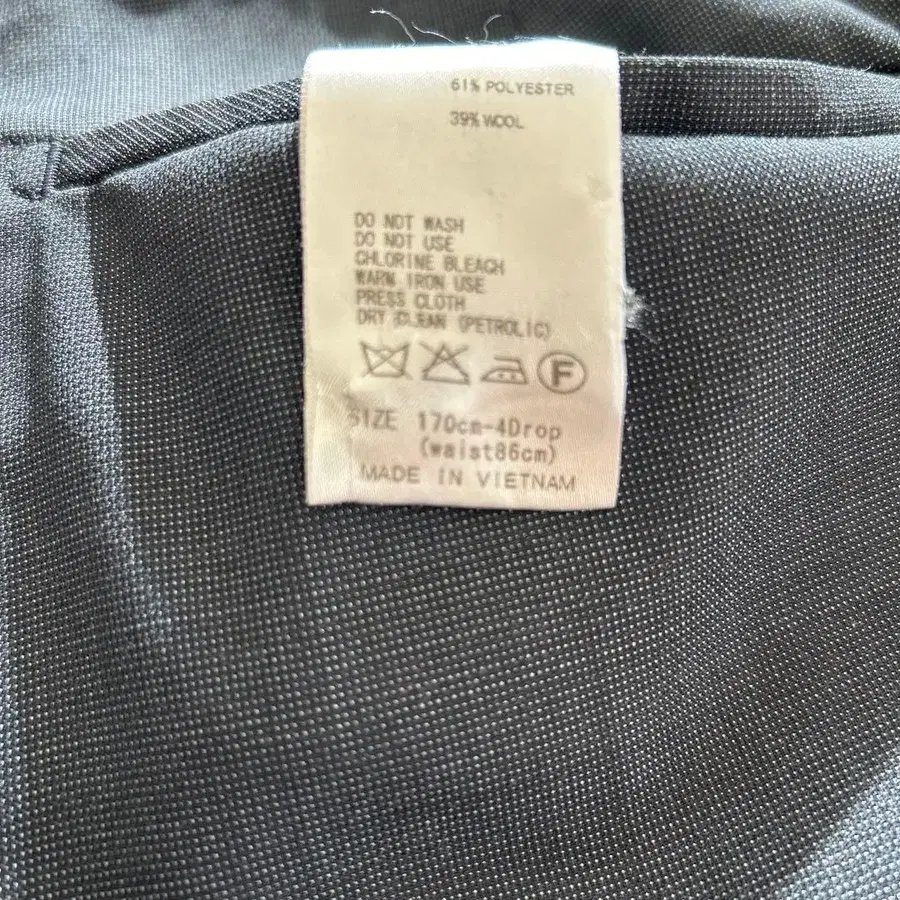 61% POLYESTER
39% WOOL
DO NOT WASH
DO NOT USE
CHLORINE BLEACH
WARM IRON USE
PRESS CLOTH
DRY CLEAN (PETROLIC)
F
SIZE 170cm-4Drop
(waist86cm)
MADE IN VIETNAM